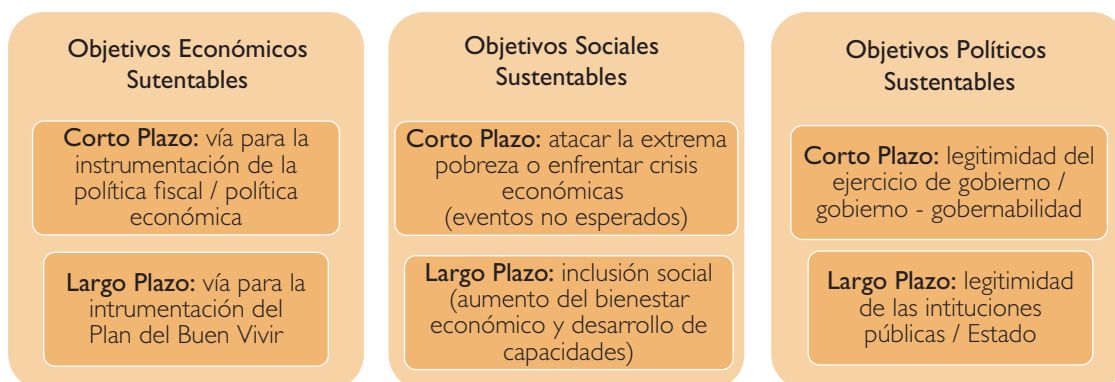 Objetivos Económicos
Sutentables
Corto Plazo: vía para la
instrumentación de la
política fiscal / política
económica
Largo Plazo: vía para la
intrumentación del
Plan del Buen Vivir
Objetivos Sociales
Sustentables
Corto Plazo: atacar la extrema
pobreza o enfrentar crisis
económicas
(eventos no esperados)
Largo Plazo: inclusión social
(aumento del bienestar
económico y desarrollo de
capacidades)
Objetivos Políticos
Sustentables
Corto Plazo: legitimidad del
ejercicio de gobierno /
gobierno - gobernabilidad
Largo Plazo: legitimidad
de las intituciones
públicas / Estado